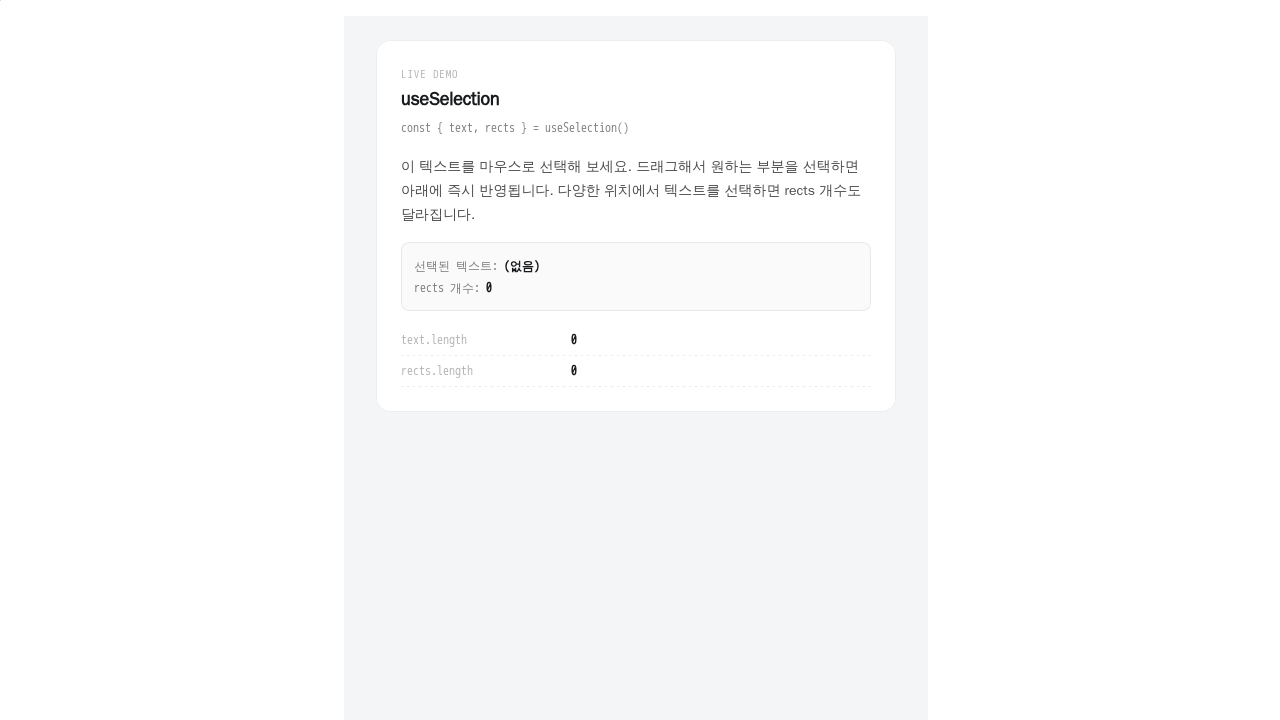 LIVE DEMO
useSelection
const { text, rects } = useSelection()
이 텍스트를 마우스로 선택해 보세요. 드래그해서 원하는 부분을 선택하면
아래에 즉시 반영됩니다. 다양한 위치에서 텍스트를 선택하면 rects 개수도
달라집니다.
선택된 텍스트: (없음)
rects 개수: 0
text.length 0
rects.length 0